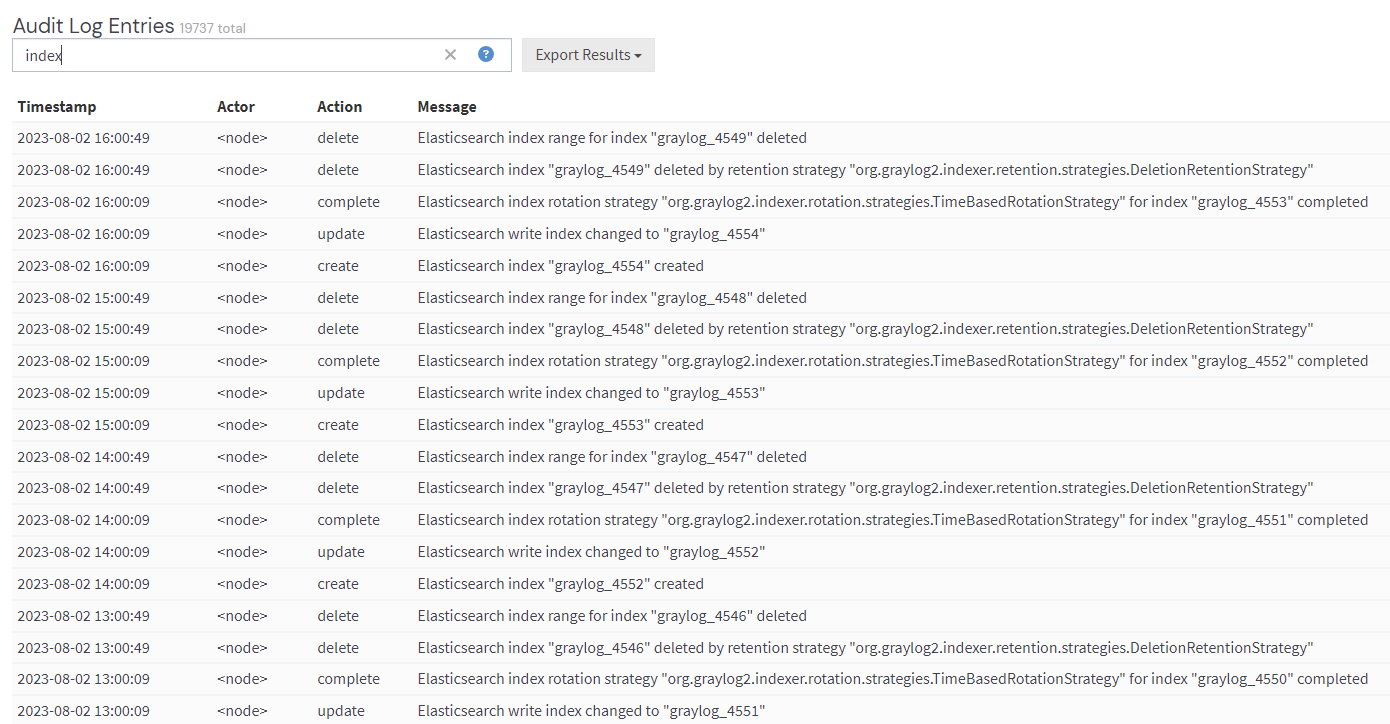 Audit Log Entries 19737 total
index
Export Results
Timestamp Actor Action Message
2023-08-02 16:00:49 <node> delete Elasticsearch index range for index "graylog_4549" deleted
2023-08-02 16:00:49 <node> delete Elasticsearch index "graylog_4549" deleted by retention strategy "org.graylog2.indexer.retention.strategies.DeletionRetentionStrategy"
2023-08-02 16:00:09 <node> complete Elasticsearch index rotation strategy "org.graylog2.indexer.rotation.strategies.TimeBasedRotationStrategy" for index "graylog_4553" completed
2023-08-02 16:00:09 <node> update Elasticsearch write index changed to "graylog_4554"
2023-08-02 16:00:09 <node> create Elasticsearch index "graylog_4554" created
2023-08-02 15:00:49 <node> delete Elasticsearch index range for index "graylog_4548" deleted
2023-08-02 15:00:49 <node> delete Elasticsearch index "graylog_4548" deleted by retention strategy "org.graylog2.indexer.retention.strategies.DeletionRetentionStrategy"
2023-08-02 15:00:09 <node> complete Elasticsearch index rotation strategy "org.graylog2.indexer.rotation.strategies.TimeBasedRotationStrategy" for index "graylog_4552" completed
2023-08-02 15:00:09 <node> update Elasticsearch write index changed to "graylog_4553"
2023-08-02 15:00:09 <node> create Elasticsearch index "graylog_4553" created
2023-08-02 14:00:49 <node> delete Elasticsearch index range for index "graylog_4547" deleted
2023-08-02 14:00:49 <node> delete Elasticsearch index "graylog_4547" deleted by retention strategy "org.graylog2.indexer.retention.strategies.DeletionRetentionStrategy"
2023-08-02 14:00:09 <node> complete Elasticsearch index rotation strategy "org.graylog2.indexer.rotation.strategies.TimeBasedRotationStrategy" for index "graylog_4551" completed
2023-08-02 14:00:09 <node> update Elasticsearch write index changed to "graylog_4552"
2023-08-02 14:00:09 <node> create Elasticsearch index "graylog_4552" created
2023-08-02 13:00:49 <node> delete Elasticsearch index range for index "graylog_4546" deleted
2023-08-02 13:00:49 <node> delete Elasticsearch index "graylog_4546" deleted by retention strategy "org.graylog2.indexer.retention.strategies.DeletionRetentionStrategy"
2023-08-02 13:00:09 <node> complete Elasticsearch index rotation strategy "org.graylog2.indexer.rotation.strategies.TimeBasedRotationStrategy" for index "graylog_4550" completed
2023-08-02 13:00:09 <node> update Elasticsearch write index changed to "graylog_4551"